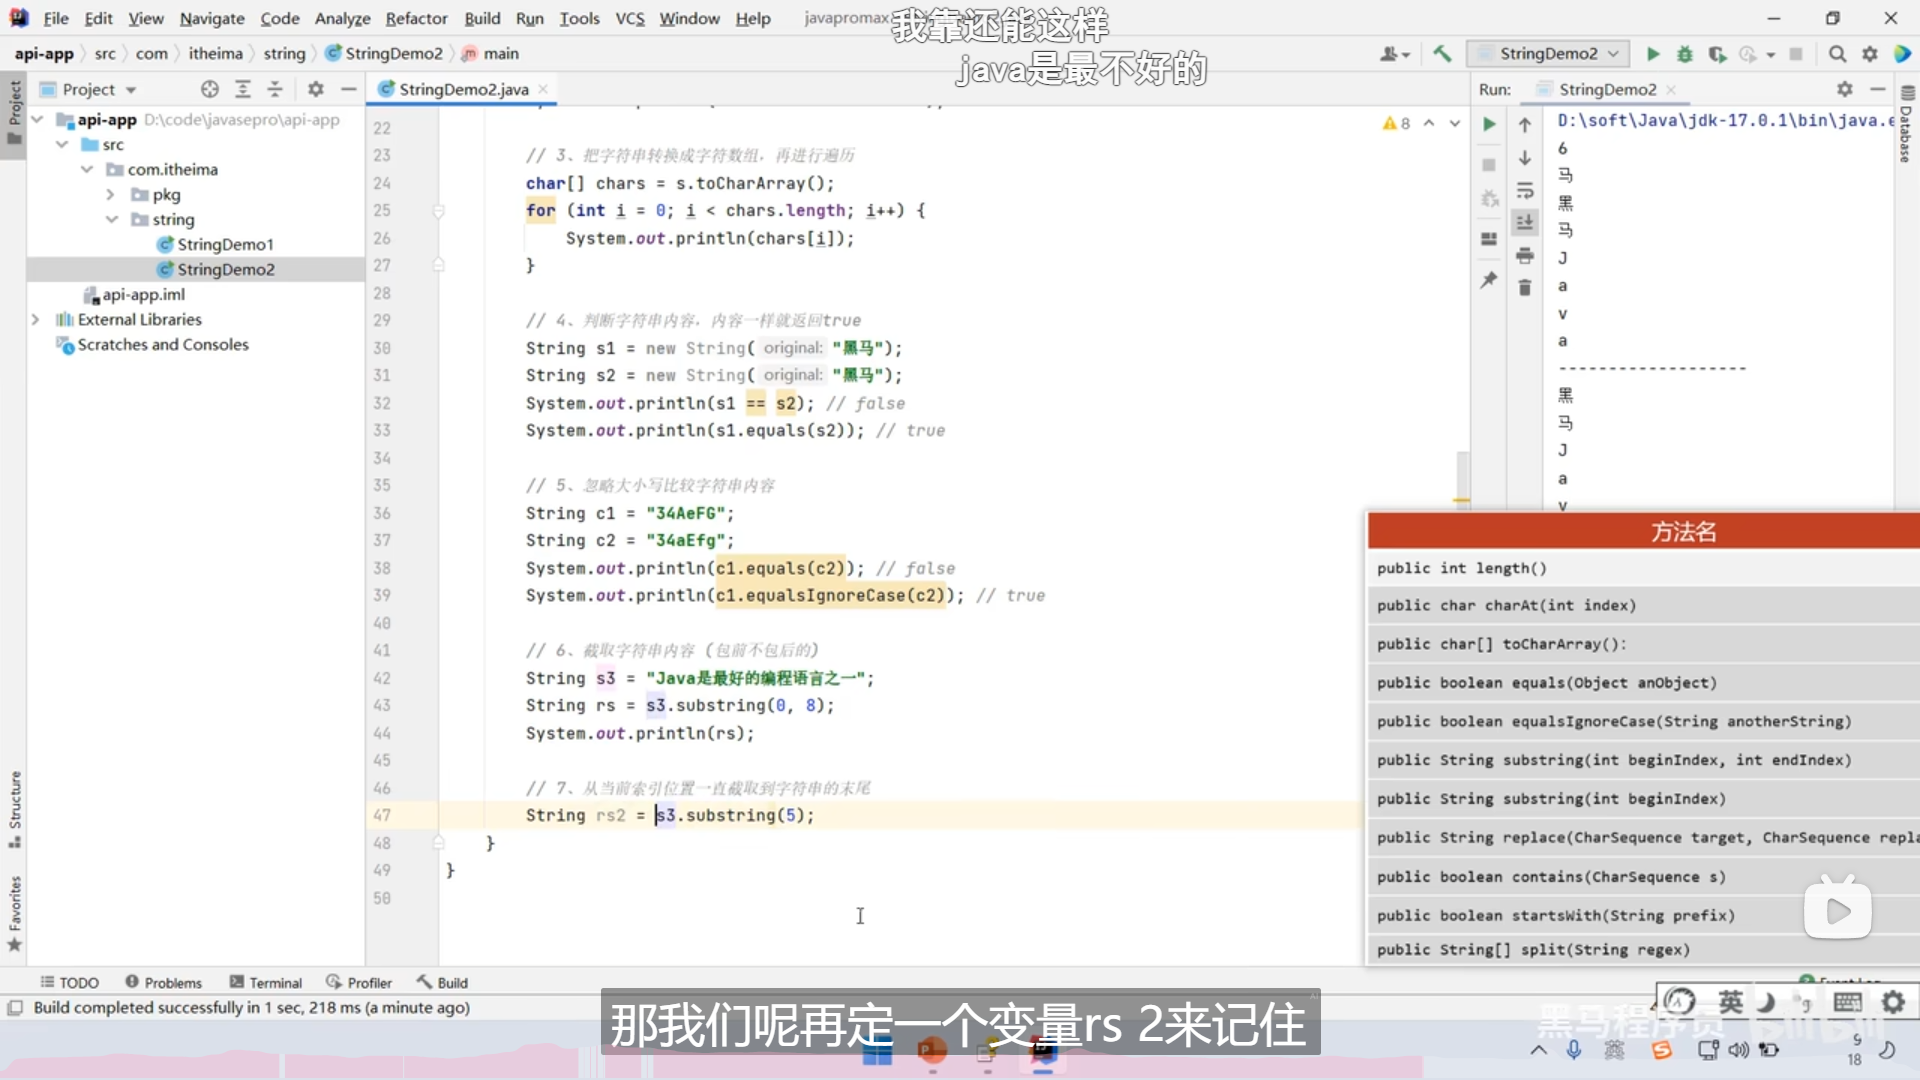 File Edit View Navigate Code Analyze Refactor Build Run Tools VCS Window Help javapromax
我靠还能这样
java是最不好的
api-app src com itheima string StringDemo2 main
StringDemo2
Project
StringDemo2.java
Run: StringDemo2
Project
api-app D:\code\javasepro\api-app
src
com.itheima
pkg
string
StringDemo1
StringDemo2
api-app.iml
External Libraries
Scratches and Consoles
Structure
Favorites
8
22
23 // 3、把字符串转换成字符数组，再进行遍历
24 char[] chars = s.toCharArray();
25 for (int i = 0; i < chars.length; i++) {
26 System.out.println(chars[i]);
27 }
28
29 // 4、判断字符串内容，内容一样就返回true
30 String s1 = new String( original: "黑马");
31 String s2 = new String( original: "黑马");
32 System.out.println(s1 == s2); // false
33 System.out.println(s1.equals(s2)); // true
34
35 // 5、忽略大小写比较字符串内容
36 String c1 = "34AeFG";
37 String c2 = "34aEfg";
38 System.out.println(c1.equals(c2)); // false
39 System.out.println(c1.equalsIgnoreCase(c2)); // true
40
41 // 6、截取字符串内容 (包前不包后的)
42 String s3 = "Java是最好的编程语言之一";
43 String rs = s3.substring(0, 8);
44 System.out.println(rs);
45
46 // 7、从当前索引位置一直截取到字符串的末尾
47 String rs2 = s3.substring(5);
48 }
49 }
50
D:\soft\Java\jdk-17.0.1\bin\java.e
6
马
黑
马
J
a
v
a
-------------------
黑
马
J
a
v
Database
方法名
public int length()
public char charAt(int index)
public char[] toCharArray():
public boolean equals(Object anObject)
public boolean equalsIgnoreCase(String anotherString)
public String substring(int beginIndex, int endIndex)
public String substring(int beginIndex)
public String replace(CharSequence target, CharSequence repla
public boolean contains(CharSequence s)
public boolean startsWith(String prefix)
public String[] split(String regex)
TODO Problems Terminal Profiler Build
Build completed successfully in 1 sec, 218 ms (a minute ago)
那我们呢再定一个变量rs 2来记住
英
黑马程序员 bilibili
英
9
18